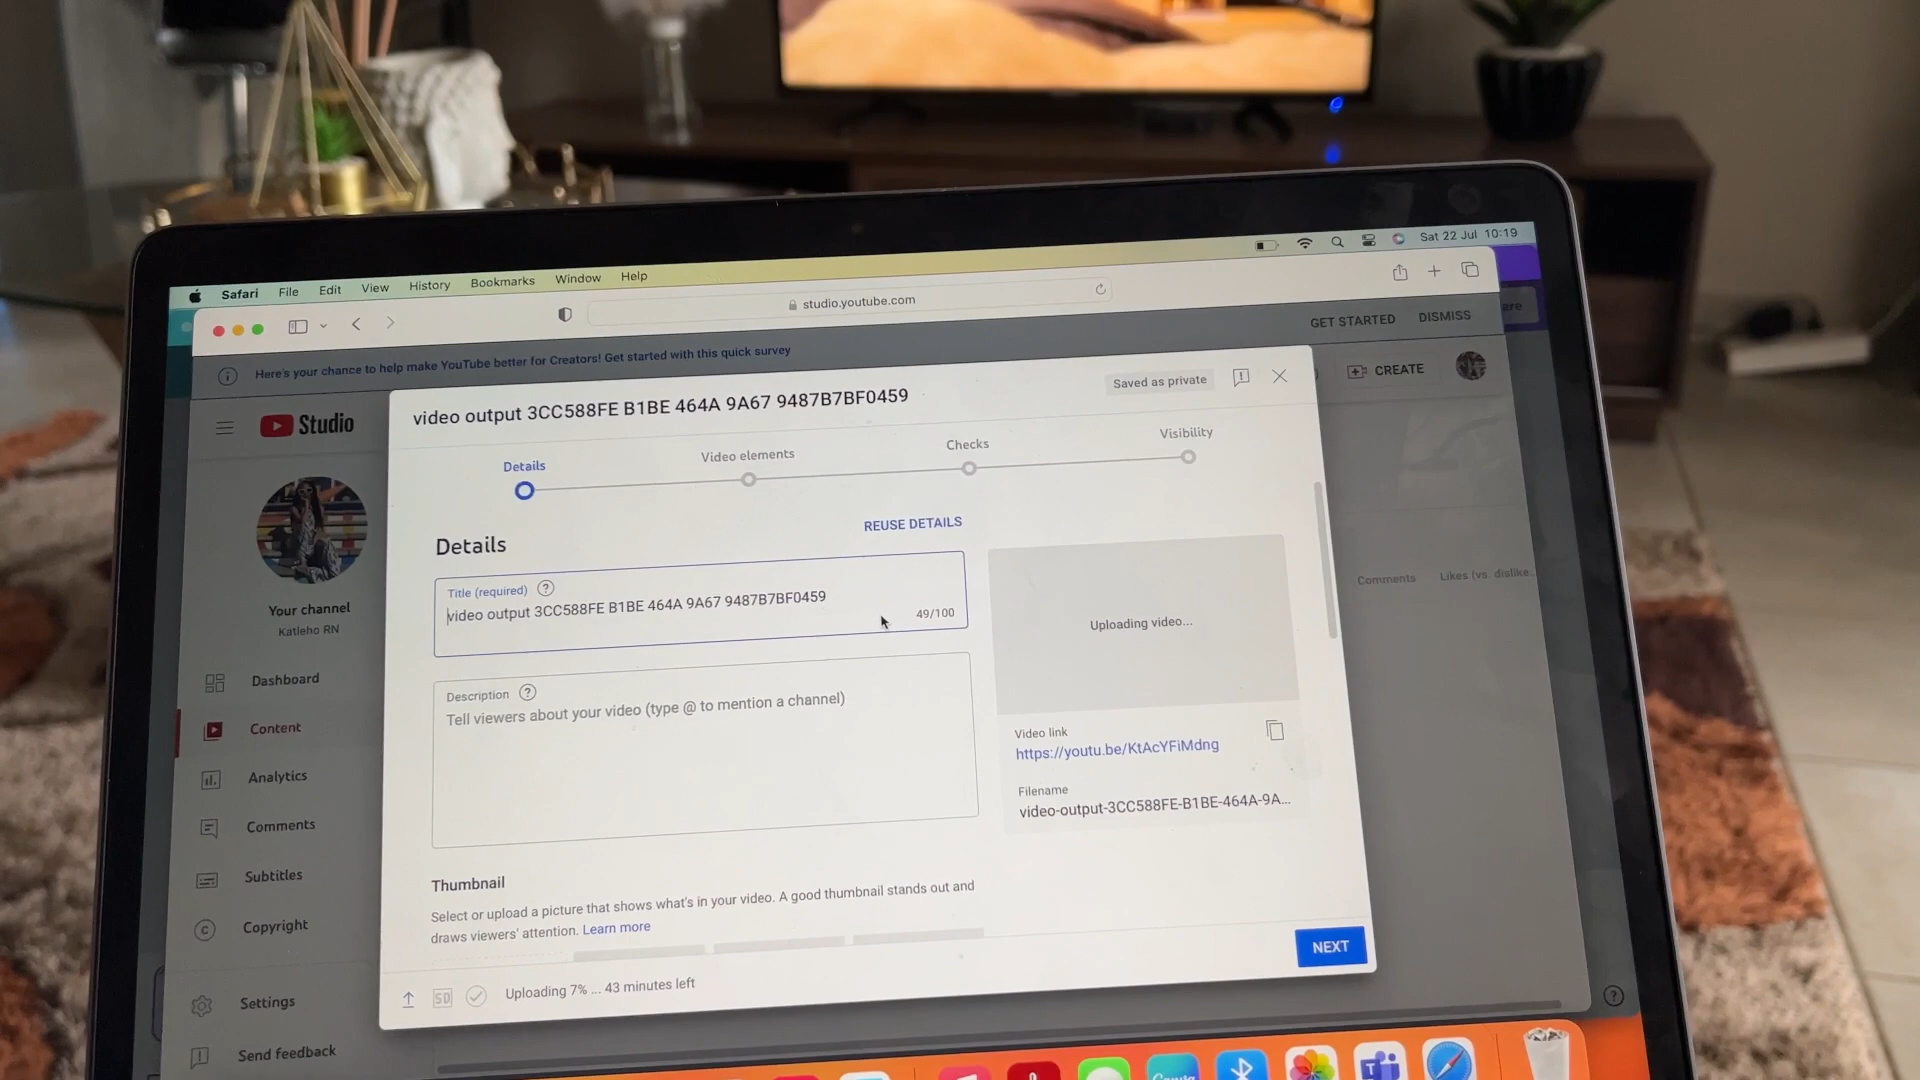 Safari File Edit View History Bookmarks Window Help
Sat 22 Jul 10:19
studio.youtube.com
Here's your chance to help make YouTube better for Creators! Get started with this quick survey
GET STARTED DISMISS
Studio
CREATE
Your channel
Katleho RN
Dashboard
Content
Analytics
Comments
Subtitles
Copyright
Settings
Send feedback
video output 3CC588FE B1BE 464A 9A67 9487B7BF0459
Saved as private
Details
Video elements
Checks
Visibility
Details
REUSE DETAILS
Title (required)
video output 3CC588FE B1BE 464A 9A67 9487B7BF0459
49/100
Description
Tell viewers about your video (type @ to mention a channel)
Uploading video...
Video link
https://youtu.be/KtAcYFiMdng
Filename
video-output-3CC588FE-B1BE-464A-9A...
Thumbnail
Select or upload a picture that shows what's in your video. A good thumbnail stands out and
draws viewers' attention. Learn more
SD
Uploading 7% ... 43 minutes left
NEXT
Comments
Likes (vs. dislike...
Canva